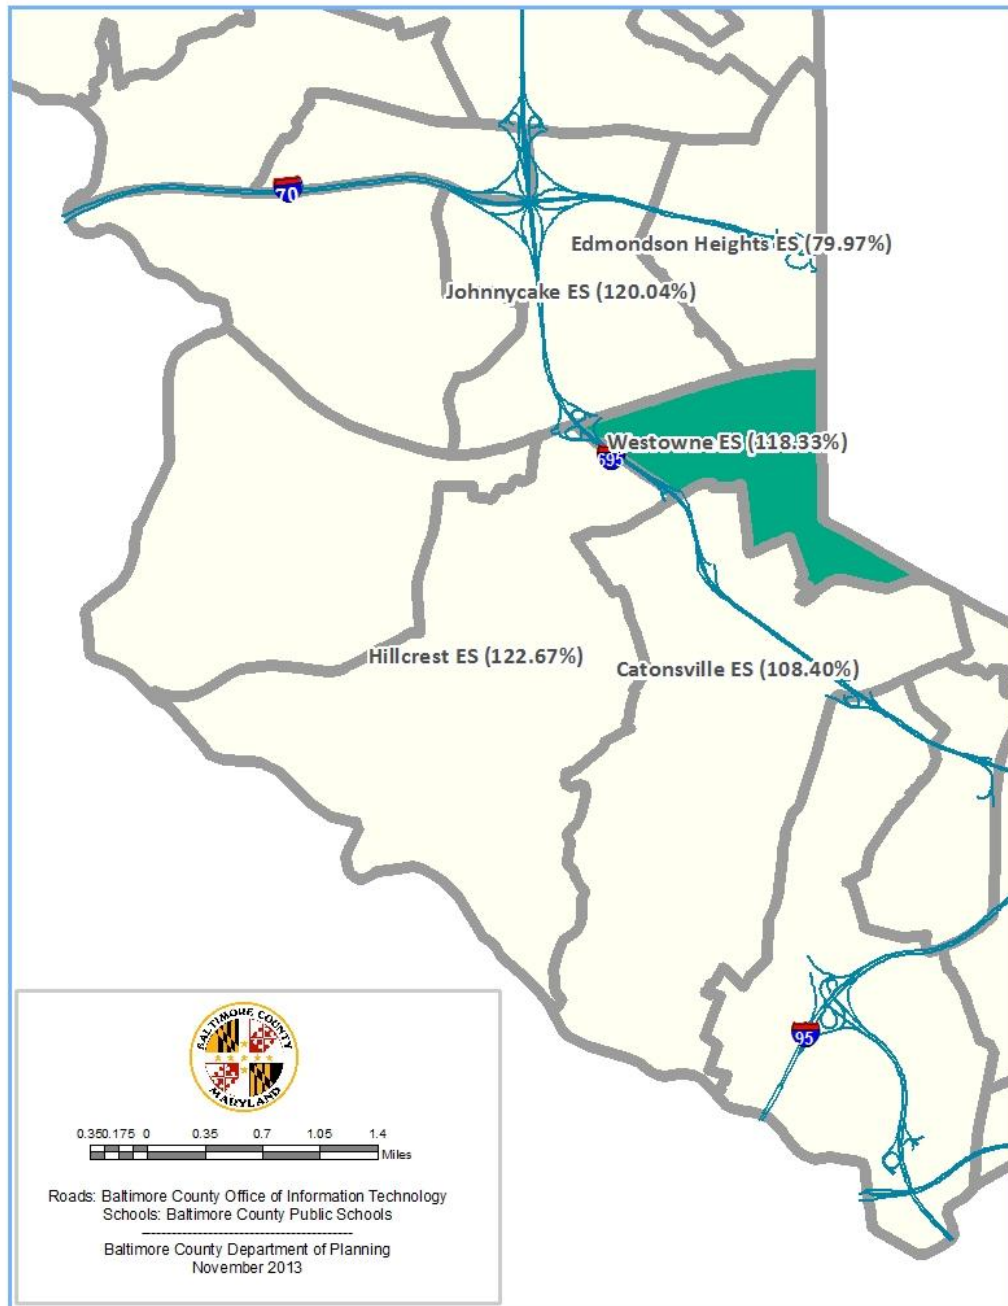 70
Edmondson Heights ES (79.97%)
Johnnycake ES (120.04%)
Westowne ES (118.33%)
695
Hillcrest ES (122.67%)
Catonsville ES (108.40%)
95
BALTIMORE COUNTY
MARYLAND
0.35 0.175 0 0.35 0.7 1.05 1.4
Miles
Roads: Baltimore County Office of Information Technology
Schools: Baltimore County Public Schools
Baltimore County Department of Planning
November 2013